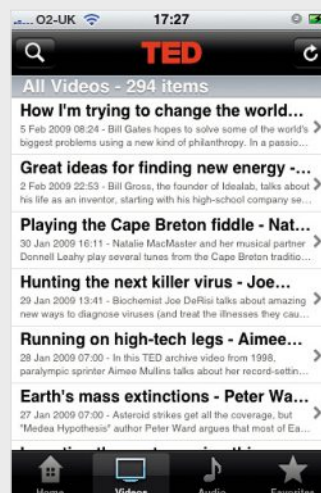 O2-UK 17:27
TED
All Videos - 294 items
How I'm trying to change the world...
5 Feb 2009 08:24 - Bill Gates hopes to solve some of the world's
biggest problems using a new kind of philanthropy. In a passio...
Great ideas for finding new energy -...
2 Feb 2009 22:53 - Bill Gross, the founder of Idealab, talks about
his life as an inventor, starting with his high-school company se...
Playing the Cape Breton fiddle - Nat...
30 Jan 2009 16:11 - Natalie MacMaster and her musical partner
Donnell Leahy play several tunes from the Cape Breton traditio...
Hunting the next killer virus - Joe...
29 Jan 2009 13:41 - Biochemist Joe DeRisi talks about amazing
new ways to diagnose viruses (and treat the illnesses they cau...
Running on high-tech legs - Aimee...
28 Jan 2009 07:00 - In this TED archive video from 1998,
paralympic sprinter Aimee Mullins talks about her record-settin...
Earth's mass extinctions - Peter Wa...
27 Jan 2009 07:00 - Asteroid strikes get all the coverage, but
"Medea Hypothesis" author Peter Ward argues that most of Ea...
Home Videos Audio Favorites